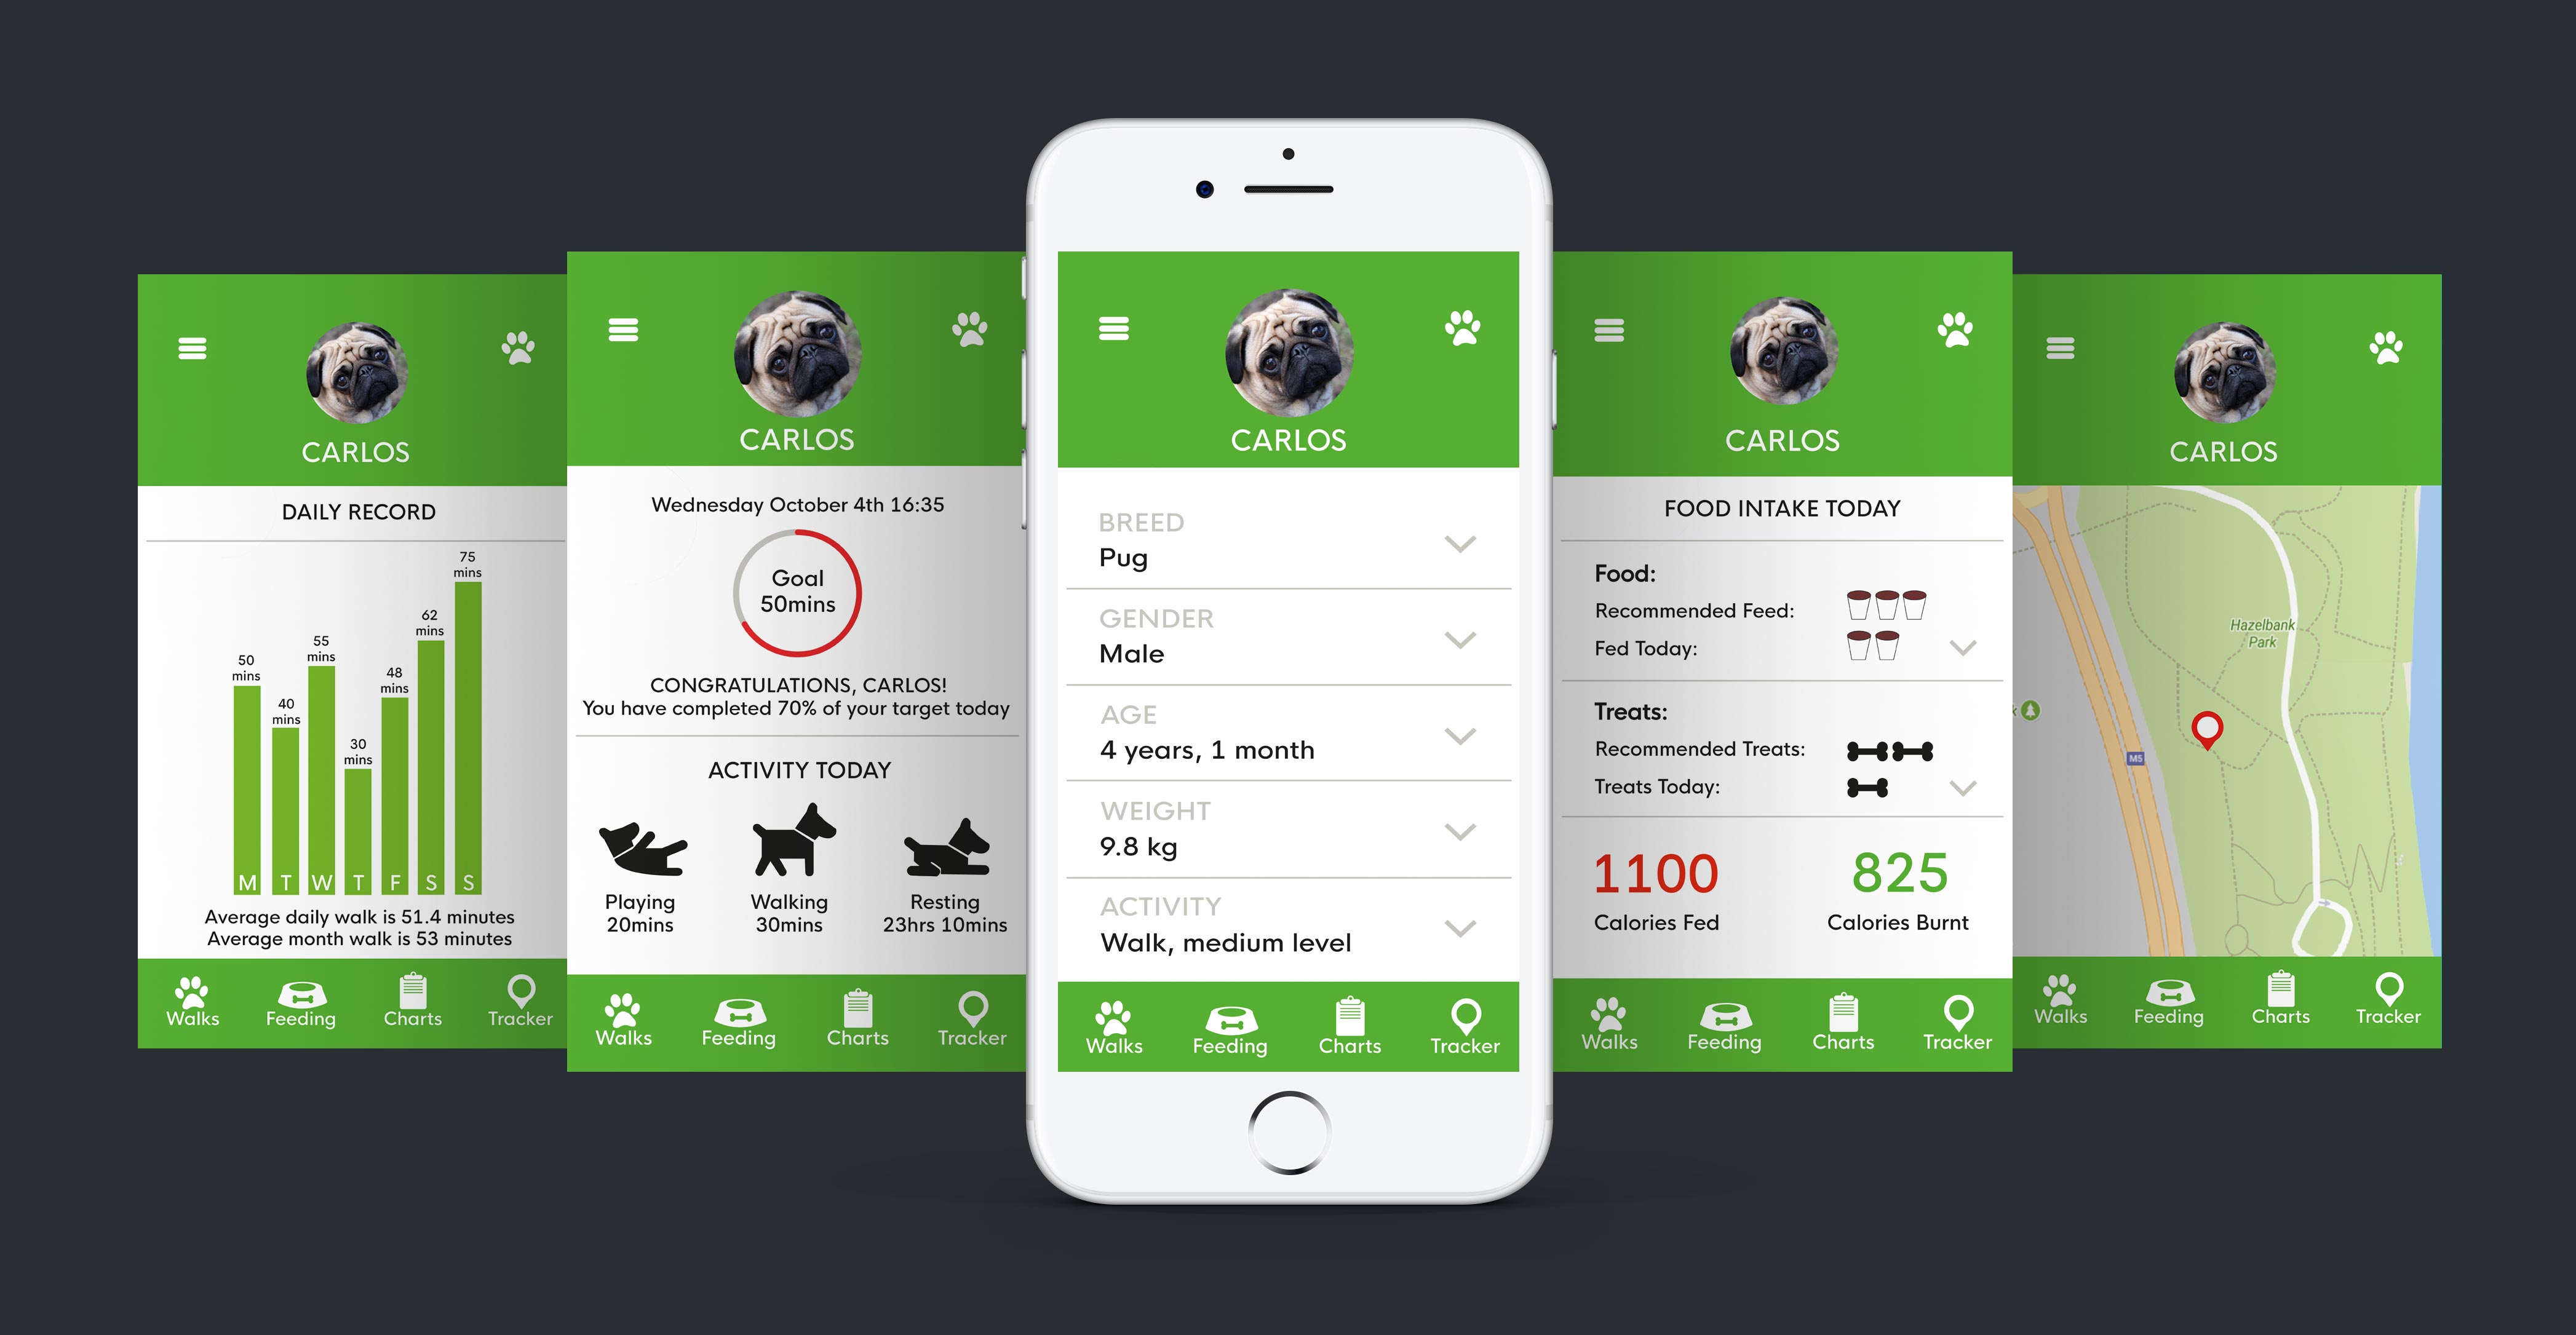 CARLOS
DAILY RECORD
50
mins
40
mins
55
mins
30
mins
48
mins
62
mins
75
mins
M T W T F S S
Average daily walk is 51.4 minutes
Average month walk is 53 minutes
Walks Feeding Charts Tracker
CARLOS
Wednesday October 4th 16:35
Goal
50mins
CONGRATULATIONS, CARLOS!
You have completed 70% of your target today
ACTIVITY TODAY
Playing
20mins
Walking
30mins
Resting
23hrs 10mins
Walks Feeding Charts Tracker
CARLOS
BREED
Pug
GENDER
Male
AGE
4 years, 1 month
WEIGHT
9.8 kg
ACTIVITY
Walk, medium level
Walks Feeding Charts Tracker
CARLOS
FOOD INTAKE TODAY
Food:
Recommended Feed:
Fed Today:
Treats:
Recommended Treats:
Treats Today:
1100
Calories Fed
825
Calories Burnt
Walks Feeding Charts Tracker
CARLOS
Hazelbank
Park
k
M5
Walks Feeding Charts Tracker